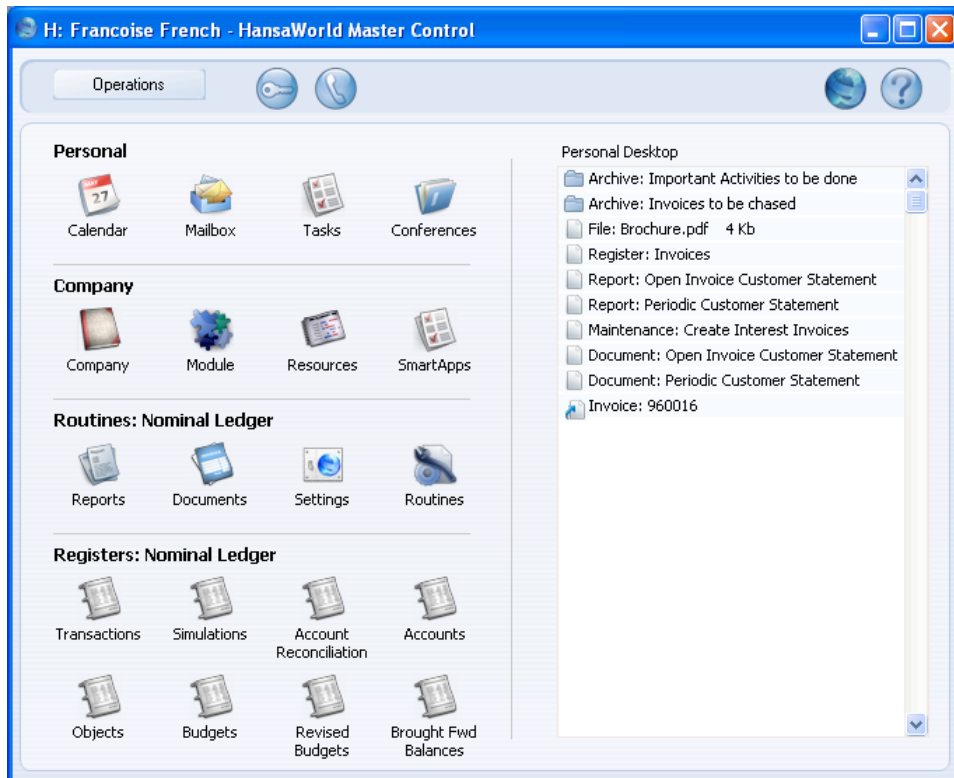 H: Francoise French - HansaWorld Master Control
Operations
?
Personal
MAY
27
Calendar
Mailbox
Tasks
Conferences
Company
Company
Module
Resources
SmartApps
Routines: Nominal Ledger
Reports
Documents
Settings
Routines
Registers: Nominal Ledger
Transactions
Simulations
Account
Reconciliation
Accounts
Objects
Budgets
Revised
Budgets
Brought Fwd
Balances
Personal Desktop
Archive: Important Activities to be done
Archive: Invoices to be chased
File: Brochure.pdf 4 Kb
Register: Invoices
Report: Open Invoice Customer Statement
Report: Periodic Customer Statement
Maintenance: Create Interest Invoices
Document: Open Invoice Customer Statement
Document: Periodic Customer Statement
Invoice: 960016